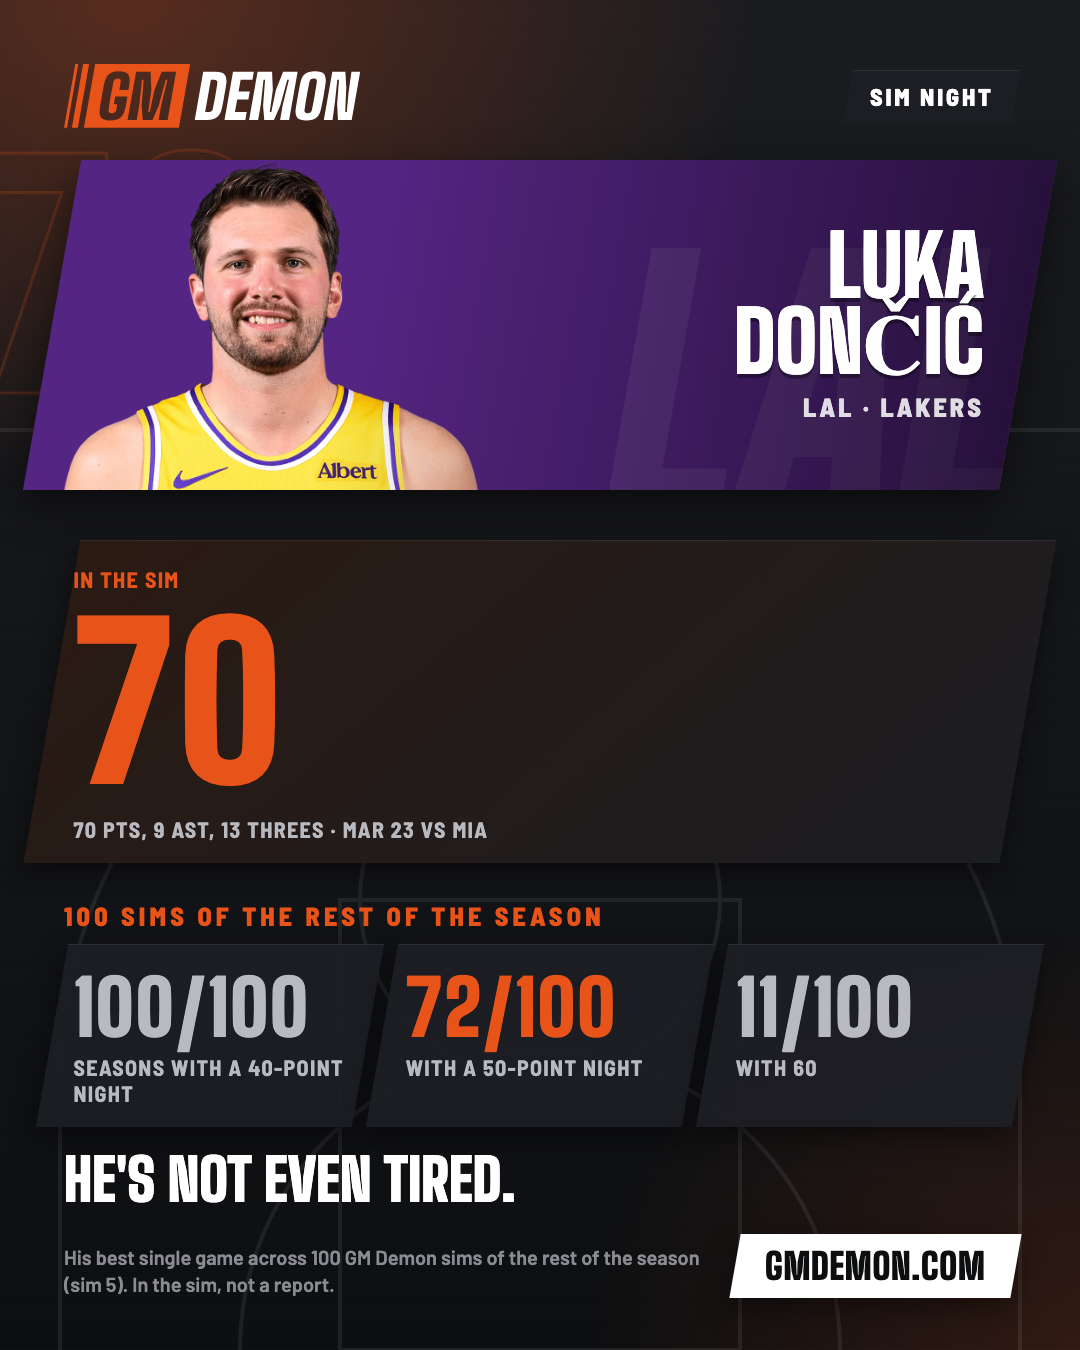 GM DEMON
SIM NIGHT
LAL
LUKA
DONČIĆ
LAL · LAKERS
Albert
IN THE SIM
70
70 PTS, 9 AST, 13 THREES · MAR 23 VS MIA
100 SIMS OF THE REST OF THE SEASON
100/100
SEASONS WITH A 40-POINT
NIGHT
72/100
WITH A 50-POINT NIGHT
11/100
WITH 60
HE'S NOT EVEN TIRED.
His best single game across 100 GM Demon sims of the rest of the season
(sim 5). In the sim, not a report.
GMDEMON.COM